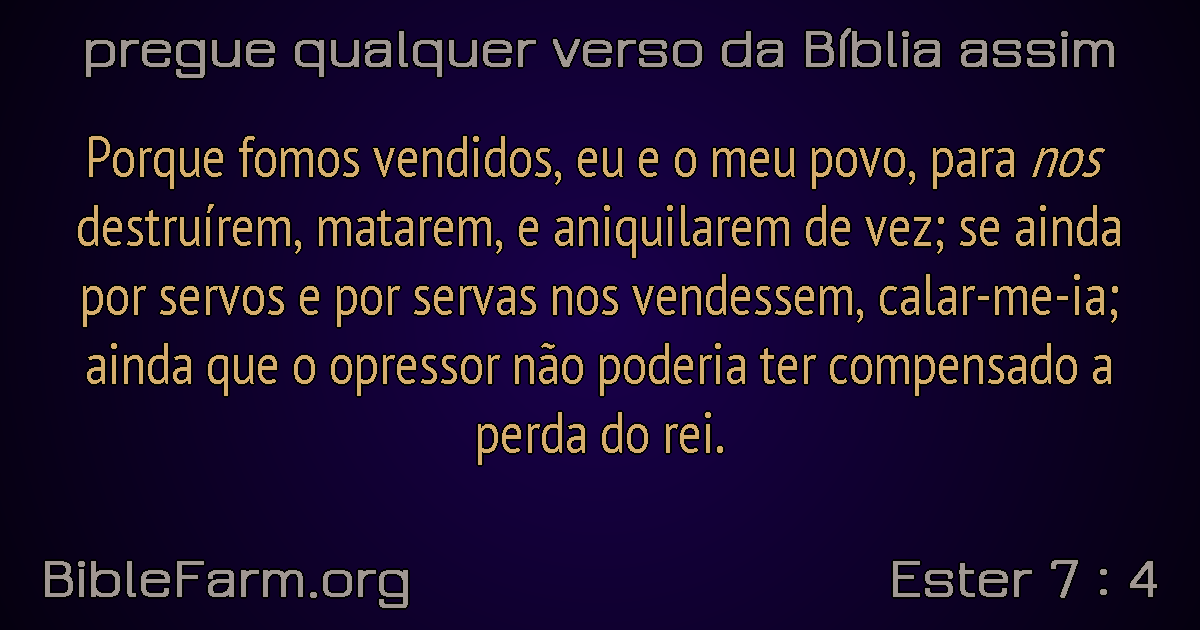 pregue qualquer verso da Bíblia assim
Porque fomos vendidos, eu e o meu povo, para nos
destruírem, matarem, e aniquilarem de vez; se ainda
por servos e por servas nos vendessem, calar-me-ia;
ainda que o opressor não poderia ter compensado a
perda do rei.
BibleFarm.org
Ester 7 : 4